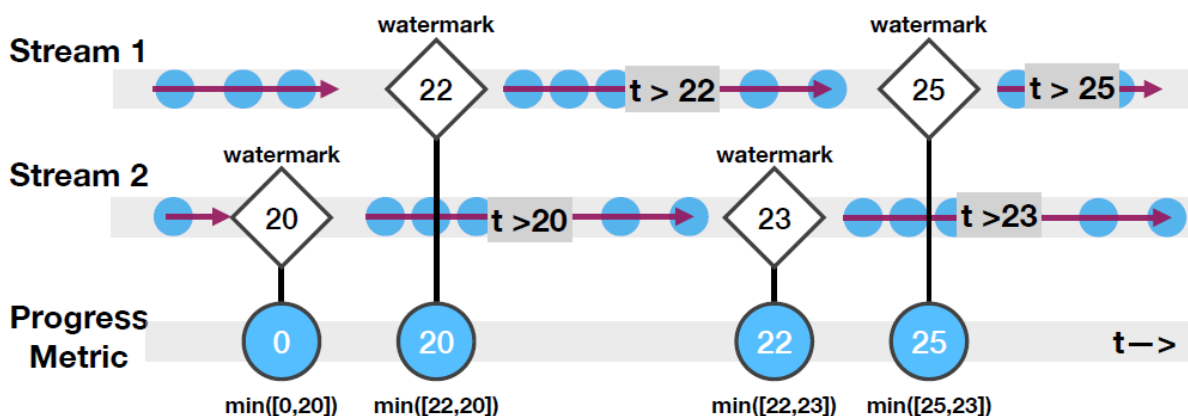 watermark
watermark
Stream 1
22
t > 22
25
t > 25
watermark
watermark
Stream 2
20
t >20
23
t >23
Progress
Metric
0
20
22
25
t—>
min([0,20])
min([22,20])
min([22,23])
min([25,23])